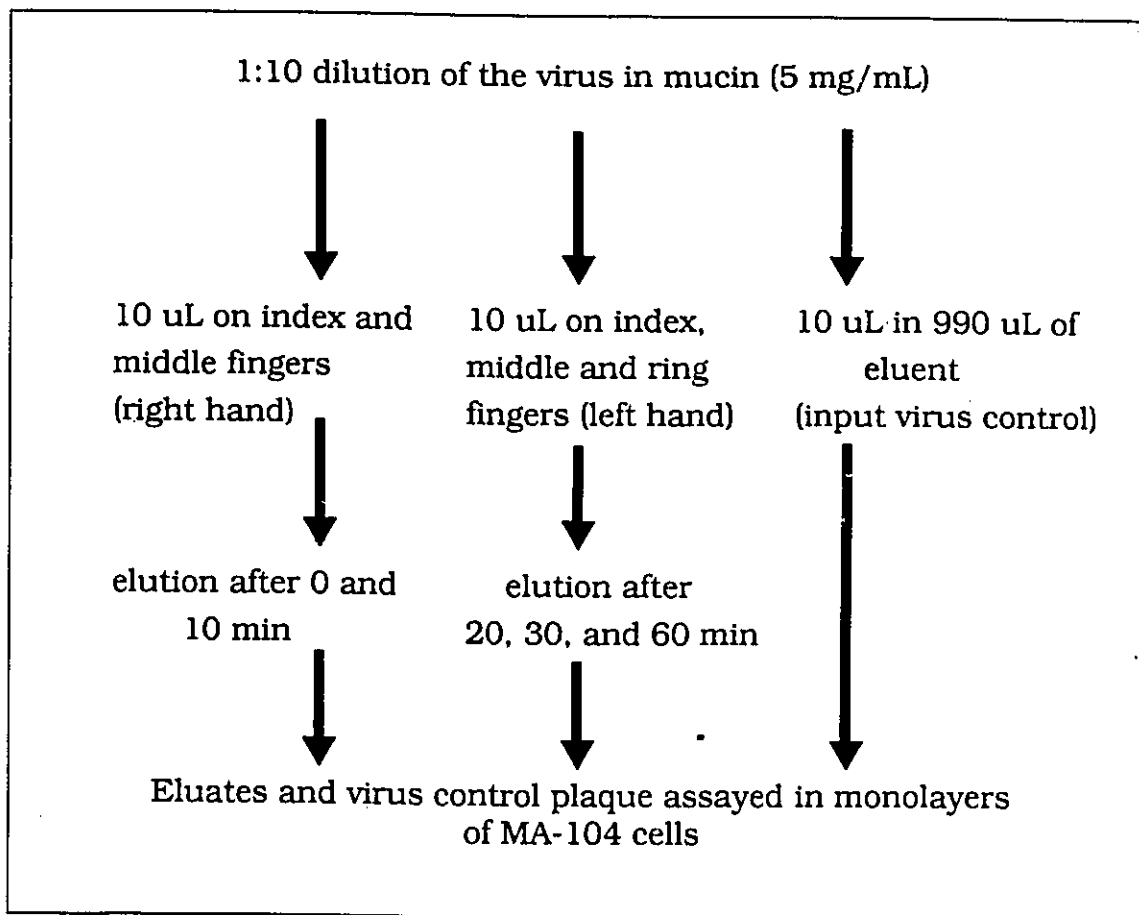 1:10 dilution of the virus in mucin (5 mg/mL)
10 uL on index and
middle fingers
(right hand)
10 uL on index,
middle and ring
fingers (left hand)
10 uL in 990 uL of
eluent
(input virus control)
elution after 0 and
10 min
elution after
20, 30, and 60 min
Eluates and virus control plaque assayed in monolayers
of MA-104 cells